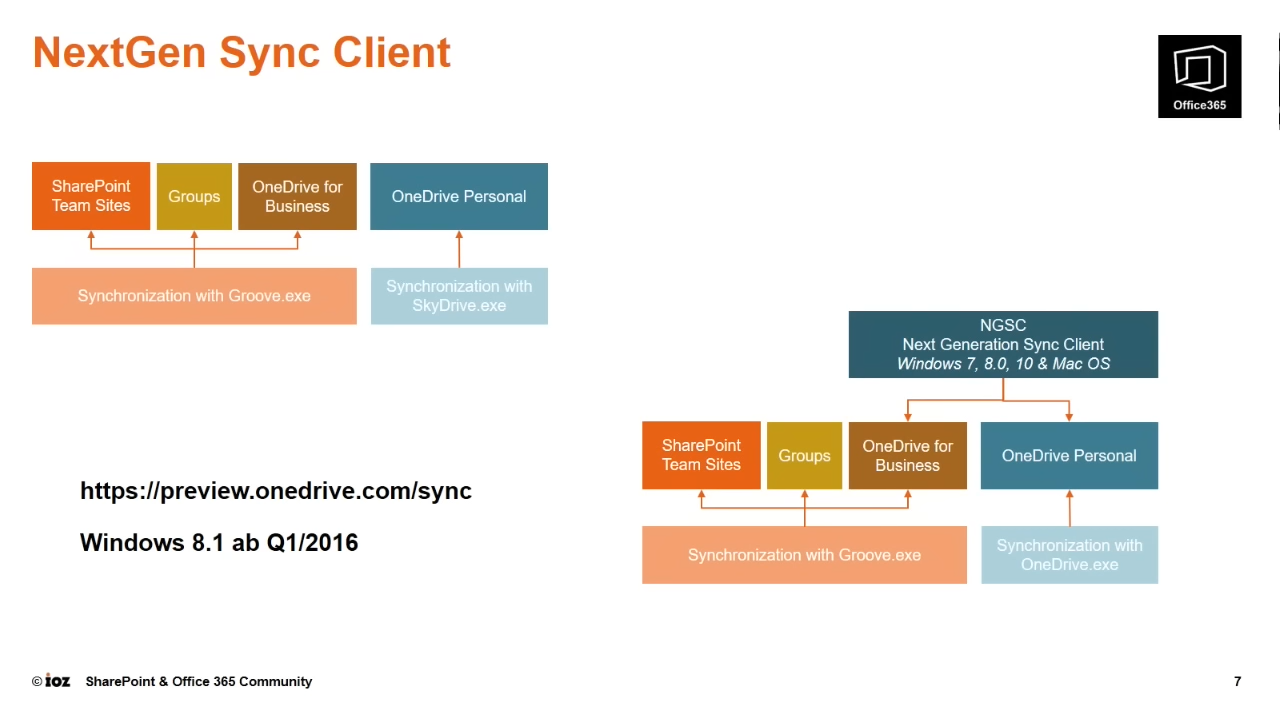 NextGen Sync Client
Office365
SharePoint
Team Sites
Groups
OneDrive for
Business
OneDrive Personal
Synchronization with Groove.exe
Synchronization with
SkyDrive.exe
NGSC
Next Generation Sync Client
Windows 7, 8.0, 10 & Mac OS
SharePoint
Team Sites
Groups
OneDrive for
Business
OneDrive Personal
Synchronization with Groove.exe
Synchronization with
OneDrive.exe
https://preview.onedrive.com/sync
Windows 8.1 ab Q1/2016
© ioz SharePoint & Office 365 Community
7